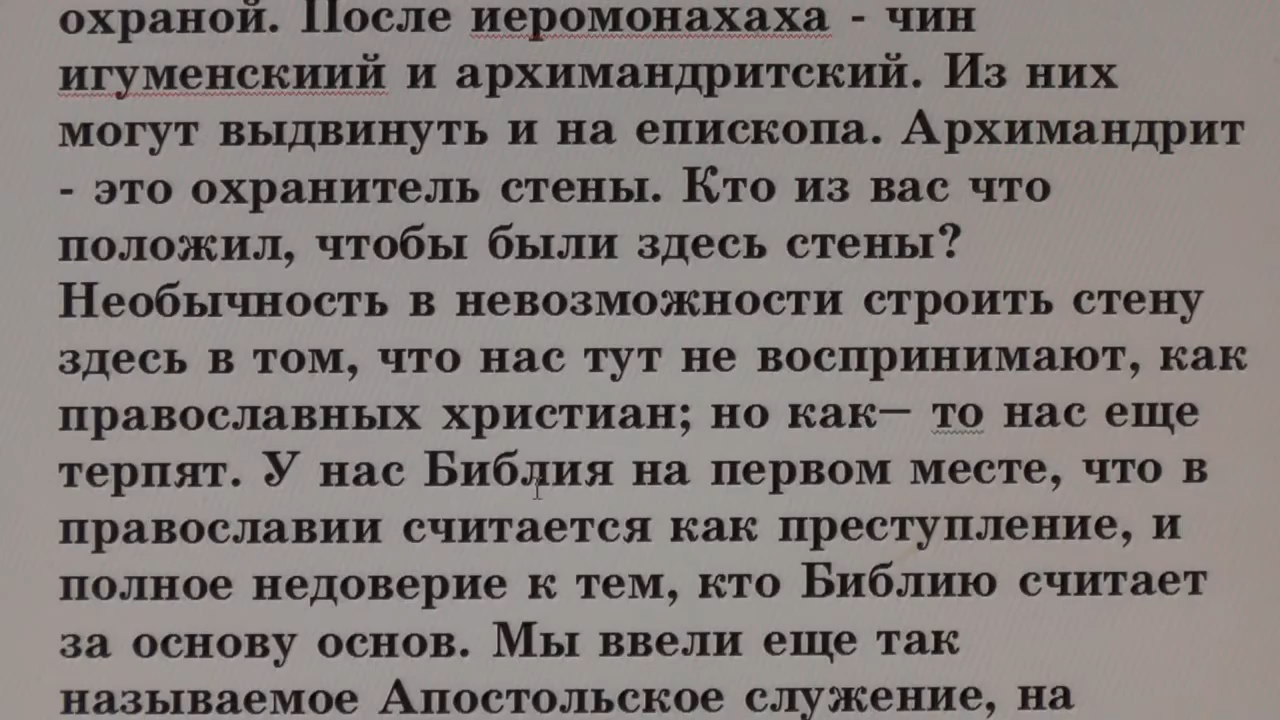 охраной. После иеромонахаха - чин
игуменскиий и архимандритский. Из них
могут выдвинуть и на епископа. Архимандрит
- это охранитель стены. Кто из вас что
положил, чтобы были здесь стены?
Необычность в невозможности строить стену
здесь в том, что нас тут не воспринимают, как
православных христиан; но как— то нас еще
терпят. У нас Библия на первом месте, что в
православии считается как преступление, и
полное недоверие к тем, кто Библию считает
за основу основ. Мы ввели еще так
называемое Апостольское служение, на